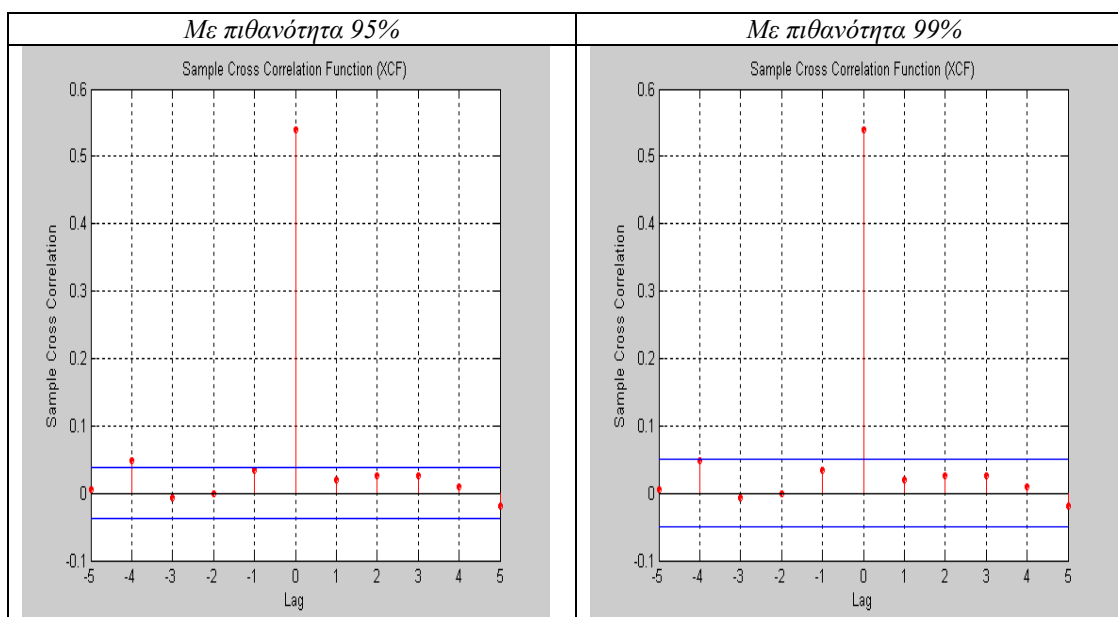 Με πιθανότητα 95%
Με πιθανότητα 99%
Sample Cross Correlation Function (XCF)
0.6
0.5
0.4
0.3
0.2
0.1
0
-0.1
Sample Cross Correlation
-5 -4 -3 -2 -1 0 1 2 3 4 5
Lag
Sample Cross Correlation Function (XCF)
0.6
0.5
0.4
0.3
0.2
0.1
0
-0.1
Sample Cross Correlation
-5 -4 -3 -2 -1 0 1 2 3 4 5
Lag